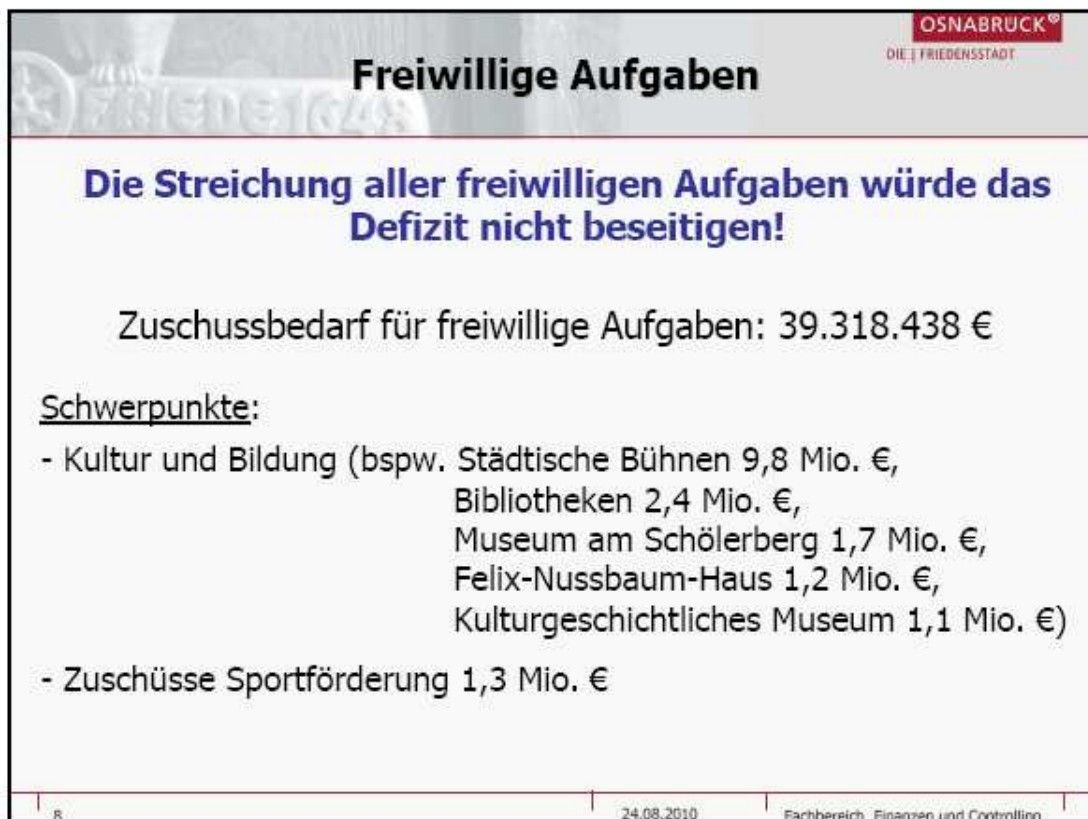 OSNABRÜCK®
DIE | FRIEDENSSTADT
FRIEDE 1648
Freiwillige Aufgaben
Die Streichung aller freiwilligen Aufgaben würde das
Defizit nicht beseitigen!
Zuschussbedarf für freiwillige Aufgaben: 39.318.438 €
Schwerpunkte:
- Kultur und Bildung (bspw. Städtische Bühnen 9,8 Mio. €,
Bibliotheken 2,4 Mio. €,
Museum am Schölerberg 1,7 Mio. €,
Felix-Nussbaum-Haus 1,2 Mio. €,
Kulturgeschichtliches Museum 1,1 Mio. €)
- Zuschüsse Sportförderung 1,3 Mio. €
8
24.08.2010
Fachbereich Finanzen und Controlling